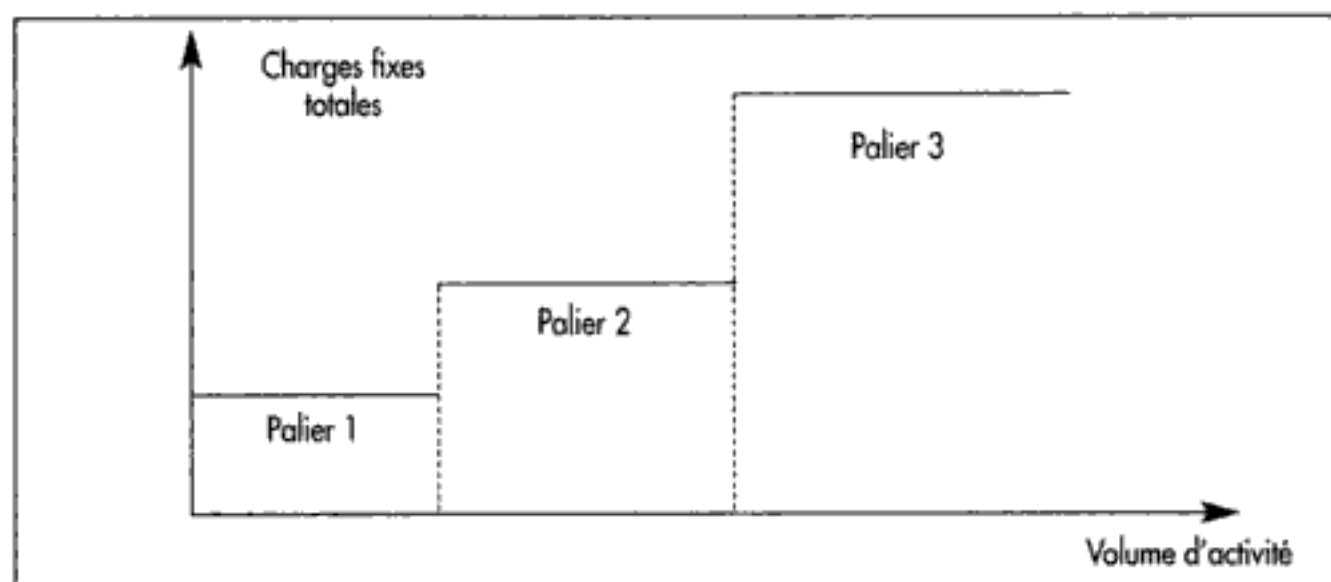 Charges fixes
totales
Palier 3
Palier 2
Palier 1
Volume d'activité